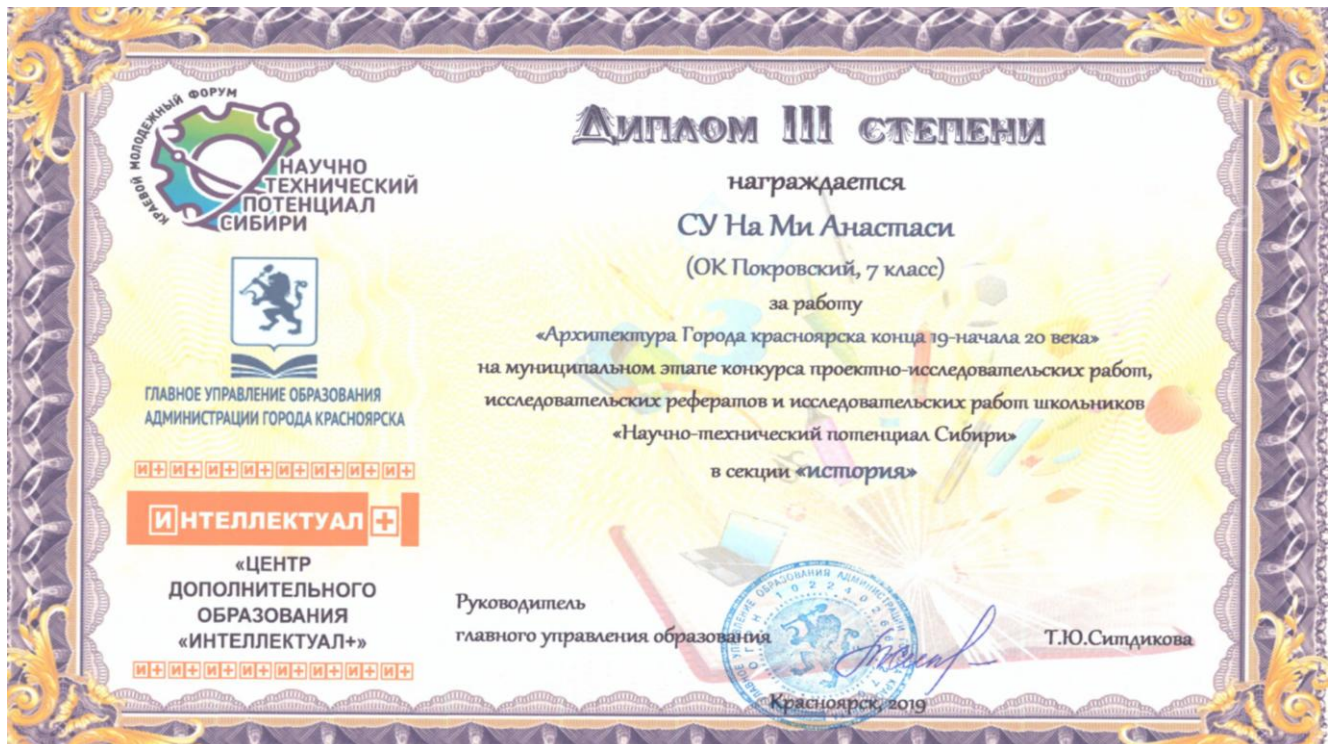 КРАЕВОЙ МОЛОДЕЖНЫЙ ФОРУМ
НАУЧНО
ТЕХНИЧЕСКИЙ
ПОТЕНЦИАЛ
СИБИРИ
ГЛАВНОЕ УПРАВЛЕНИЕ ОБРАЗОВАНИЯ
АДМИНИСТРАЦИИ ГОРОДА КРАСНОЯРСКА
И+И+И+И+И+И+И+И+
ИНТЕЛЛЕКТУАЛ+
«ЦЕНТР
ДОПОЛНИТЕЛЬНОГО
ОБРАЗОВАНИЯ
«ИНТЕЛЛЕКТУАЛ+»
И+И+И+И+И+И+И+И+
Диплом III степени
награждается
СУ На Ми Анастаси
(ОК Покровский, 7 класс)
за работу
«Архитектура Города красноярска конца 19-начала 20 века»
на муниципальном этапе конкурса проектно-исследовательских работ,
исследовательских рефератов и исследовательских работ школьников
«Научно-технический потенциал Сибири»
в секции «история»
Руководитель
главного управления образования
Т.Ю.Ситдикова
Красноярск, 2019